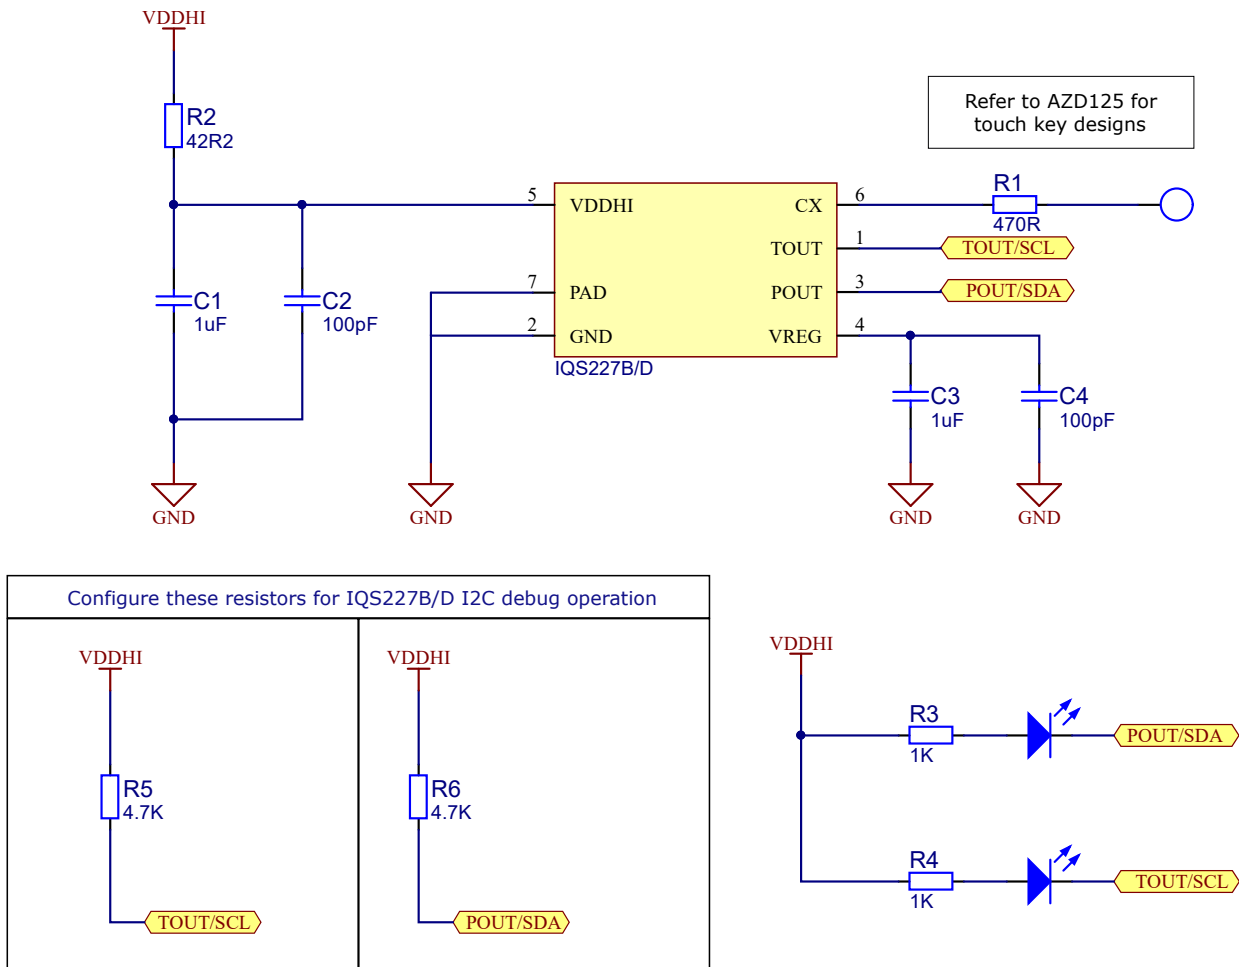 VDDHI
R2
42R2
Refer to AZD125 for
touch key designs
5
VDDHI
CX
6
R1
470R
TOUT
1
TOUT/SCL
7
PAD
POUT
3
POUT/SDA
2
GND
VREG
4
IQS227B/D
C1
1uF
C2
100pF
C3
1uF
C4
100pF
GND
GND
GND
GND
Configure these resistors for IQS227B/D I2C debug operation
VDDHI
R5
4.7K
TOUT/SCL
VDDHI
R6
4.7K
POUT/SDA
VDDHI
R3
1K
POUT/SDA
R4
1K
TOUT/SCL